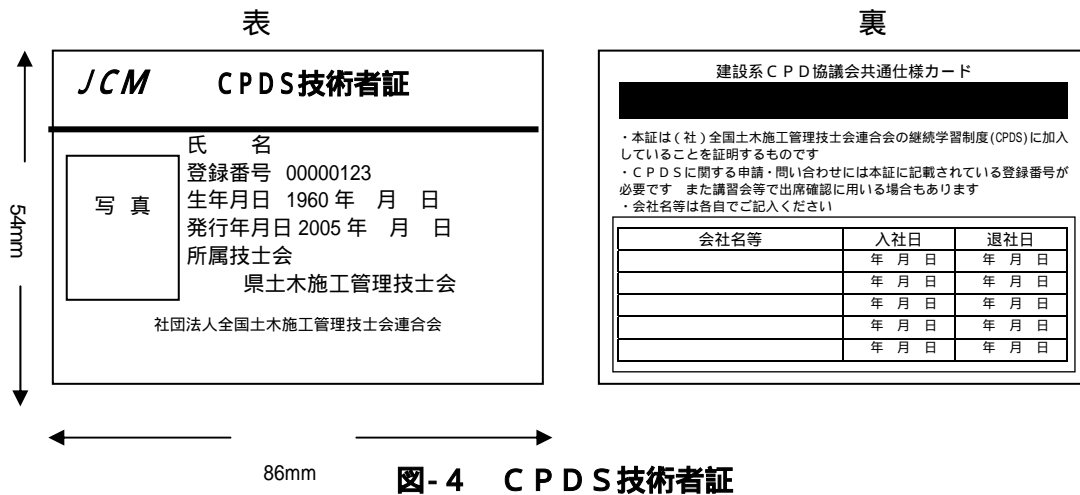 表
裏
JCM CPDS技術者証
写 真
氏 名
登録番号 00000123
生年月日 1960 年 月 日
発行年月日 2005 年 月 日
所属技士会
県土木施工管理技士会
社団法人全国土木施工管理技士会連合会
54mm
86mm
建設系CPD協議会共通仕様カード
・本証は(社)全国土木施工管理技士会連合会の継続学習制度(CPDS)に加入
していることを証明するものです
・CPDSに関する申請・問い合わせには本証に記載されている登録番号が
必要です また講習会等で出席確認に用いる場合もあります
・会社名等は各自でご記入ください
会社名等 入社日 退社日
年 月 日 年 月 日
年 月 日 年 月 日
年 月 日 年 月 日
年 月 日 年 月 日
年 月 日 年 月 日
図-4 CPDS技術者証